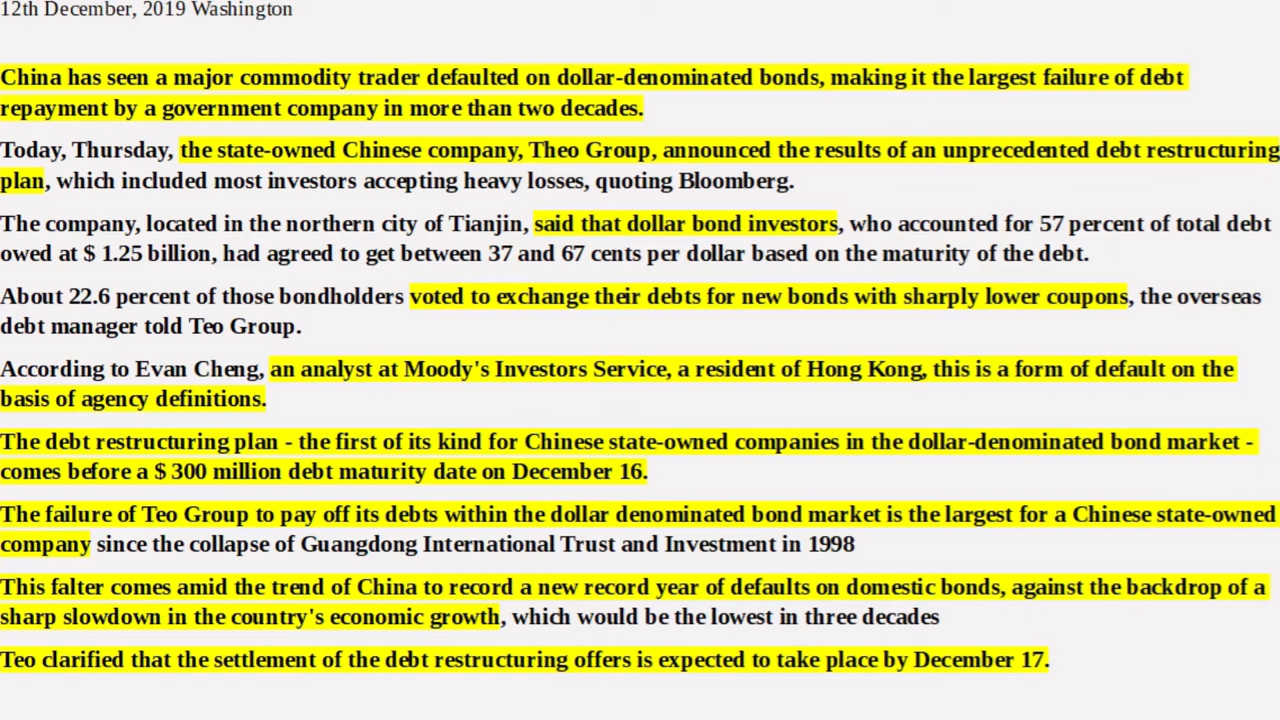 12th December, 2019 Washington
China has seen a major commodity trader defaulted on dollar-denominated bonds, making it the largest failure of debt
repayment by a government company in more than two decades.
Today, Thursday, the state-owned Chinese company, Theo Group, announced the results of an unprecedented debt restructuring
plan, which included most investors accepting heavy losses, quoting Bloomberg.
The company, located in the northern city of Tianjin, said that dollar bond investors, who accounted for 57 percent of total debt
owed at $ 1.25 billion, had agreed to get between 37 and 67 cents per dollar based on the maturity of the debt.
About 22.6 percent of those bondholders voted to exchange their debts for new bonds with sharply lower coupons, the overseas
debt manager told Teo Group.
According to Evan Cheng, an analyst at Moody's Investors Service, a resident of Hong Kong, this is a form of default on the
basis of agency definitions.
The debt restructuring plan - the first of its kind for Chinese state-owned companies in the dollar-denominated bond market -
comes before a $ 300 million debt maturity date on December 16.
The failure of Teo Group to pay off its debts within the dollar denominated bond market is the largest for a Chinese state-owned
company since the collapse of Guangdong International Trust and Investment in 1998
This falter comes amid the trend of China to record a new record year of defaults on domestic bonds, against the backdrop of a
sharp slowdown in the country's economic growth, which would be the lowest in three decades
Teo clarified that the settlement of the debt restructuring offers is expected to take place by December 17.